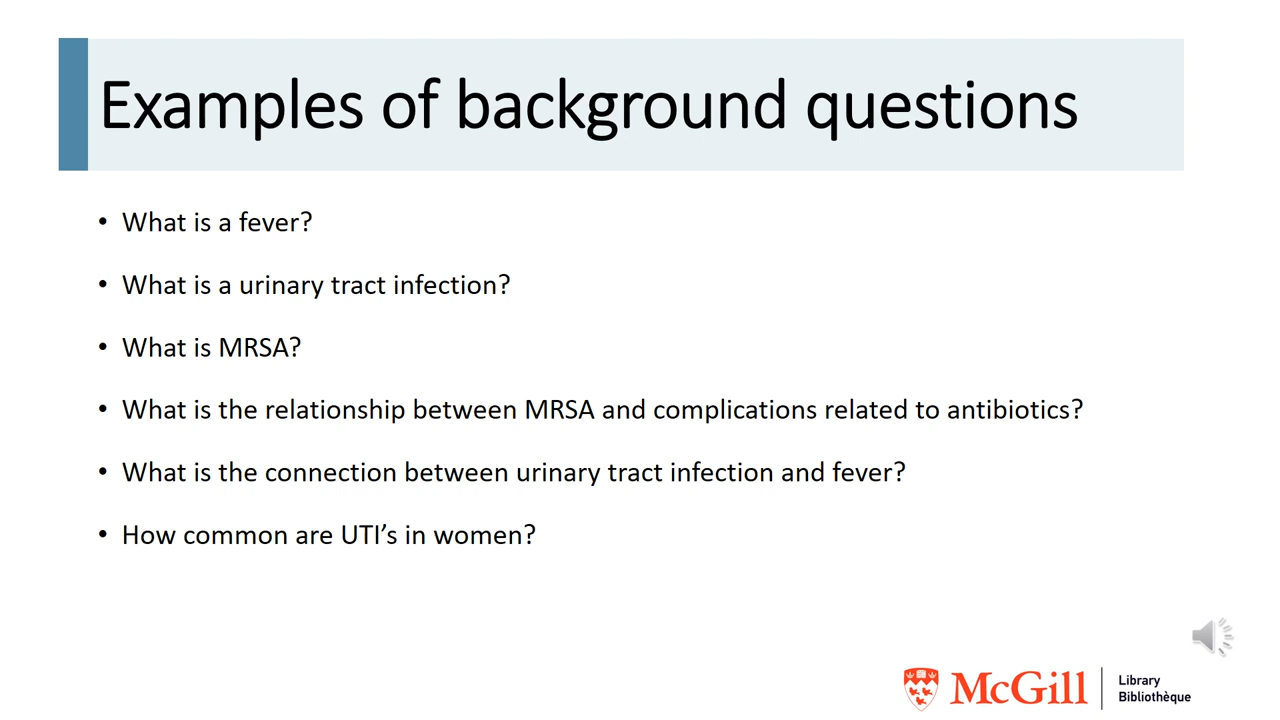 Examples of background questions
• What is a fever?
• What is a urinary tract infection?
• What is MRSA?
• What is the relationship between MRSA and complications related to antibiotics?
• What is the connection between urinary tract infection and fever?
• How common are UTI’s in women?
McGill
Library
Bibliothèque